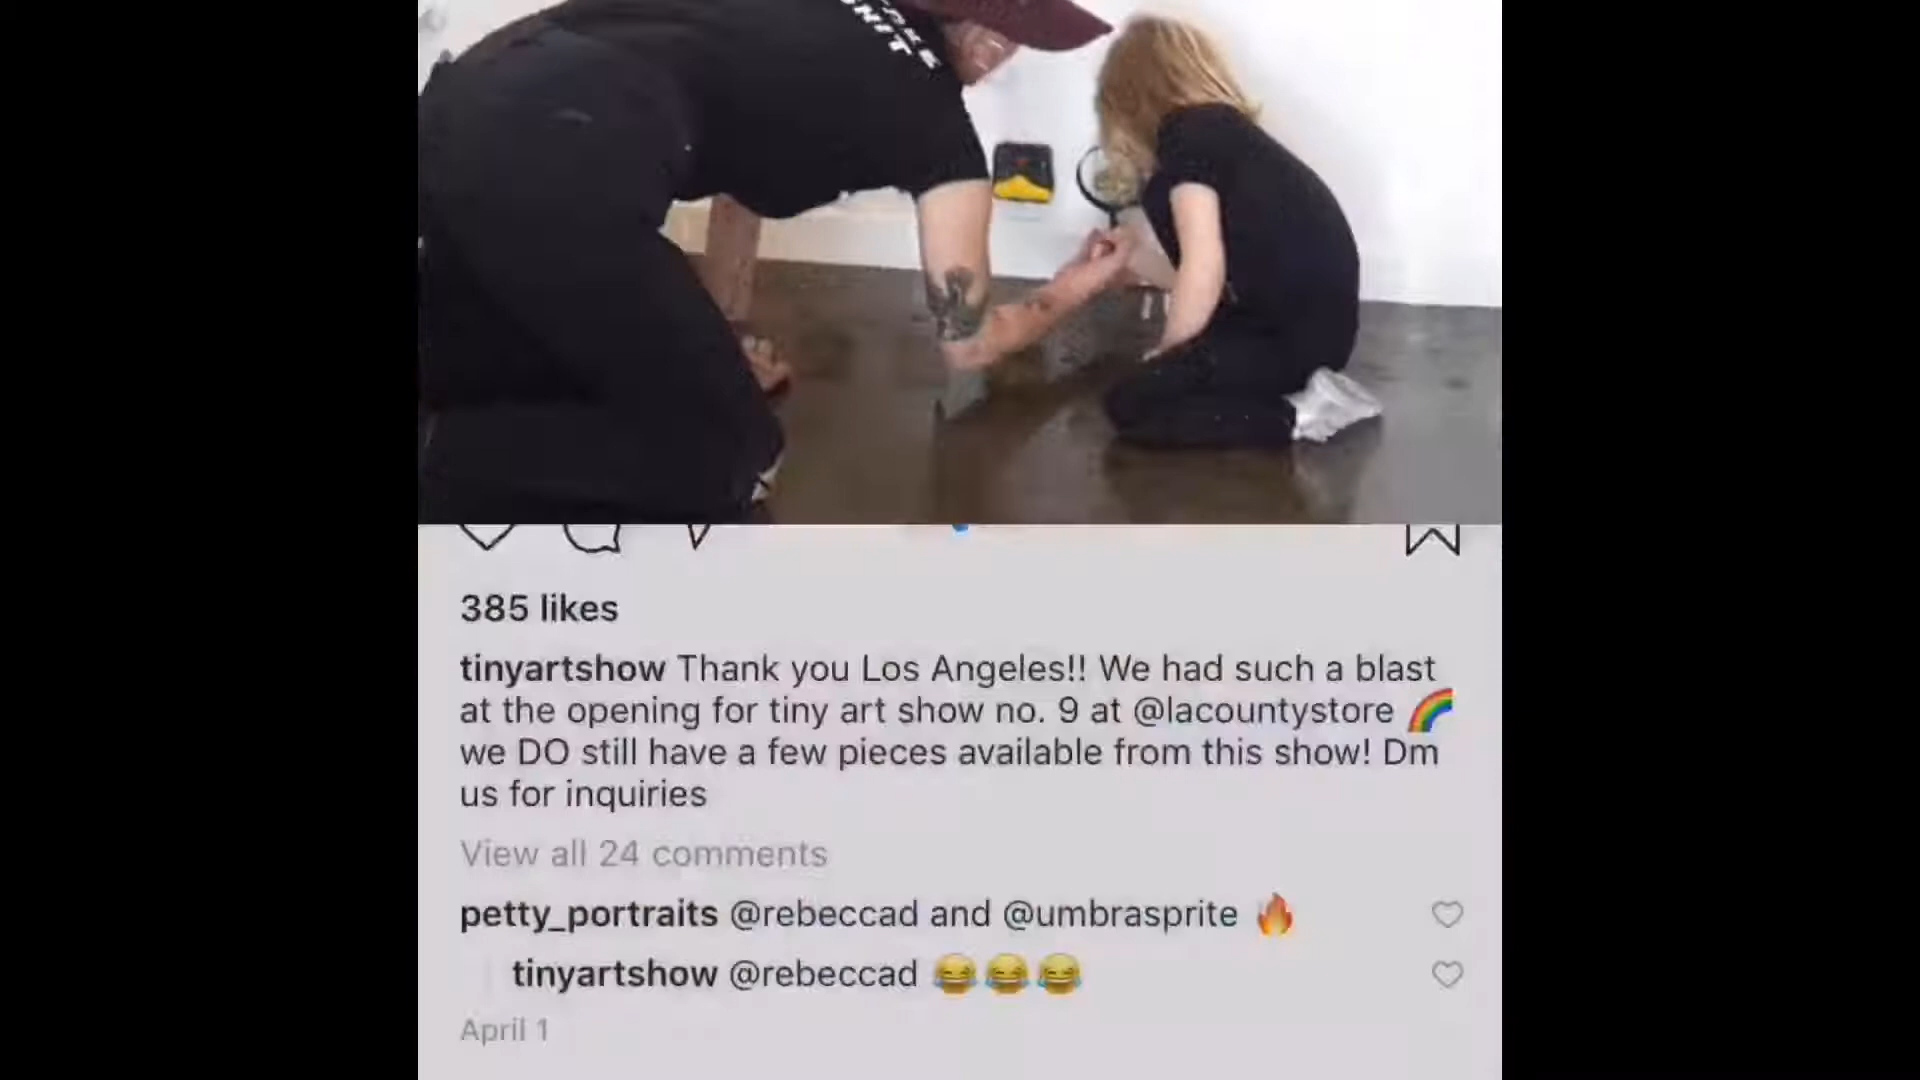 385 likes
tinyartshow Thank you Los Angeles!! We had such a blast
at the opening for tiny art show no. 9 at @lacountystore 🌈
we DO still have a few pieces available from this show! Dm
us for inquiries
View all 24 comments
petty_portraits @rebeccad and @umbrasprite 🔥
tinyartshow @rebeccad 😂😂😂
April 1